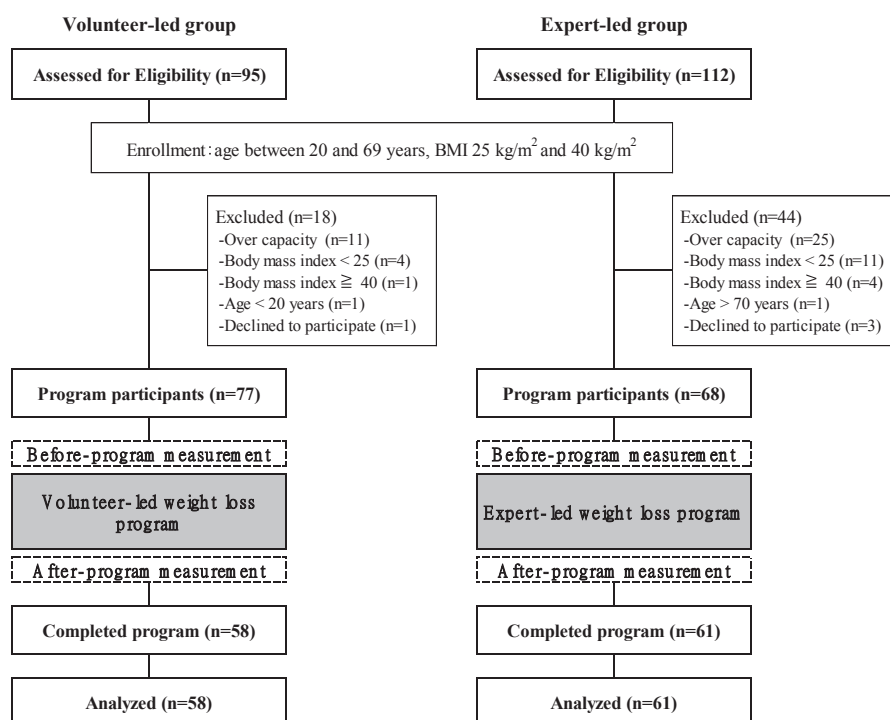 Volunteer-led group
Expert-led group
Assessed for Eligibility (n=95)
Assessed for Eligibility (n=112)
Enrollment：age between 20 and 69 years, BMI 25 kg/m² and 40 kg/m²
Excluded (n=18)
-Over capacity (n=11)
-Body mass index < 25 (n=4)
-Body mass index ≧ 40 (n=1)
-Age < 20 years (n=1)
-Declined to participate (n=1)
Excluded (n=44)
-Over capacity (n=25)
-Body mass index < 25 (n=11)
-Body mass index ≧ 40 (n=4)
-Age > 70 years (n=1)
-Declined to participate (n=3)
Program participants (n=77)
Program participants (n=68)
Before-program measurement
Before-program measurement
Volunteer-led weight loss
program
Expert-led weight loss program
After-program measurement
After-program measurement
Completed program (n=58)
Completed program (n=61)
Analyzed (n=58)
Analyzed (n=61)